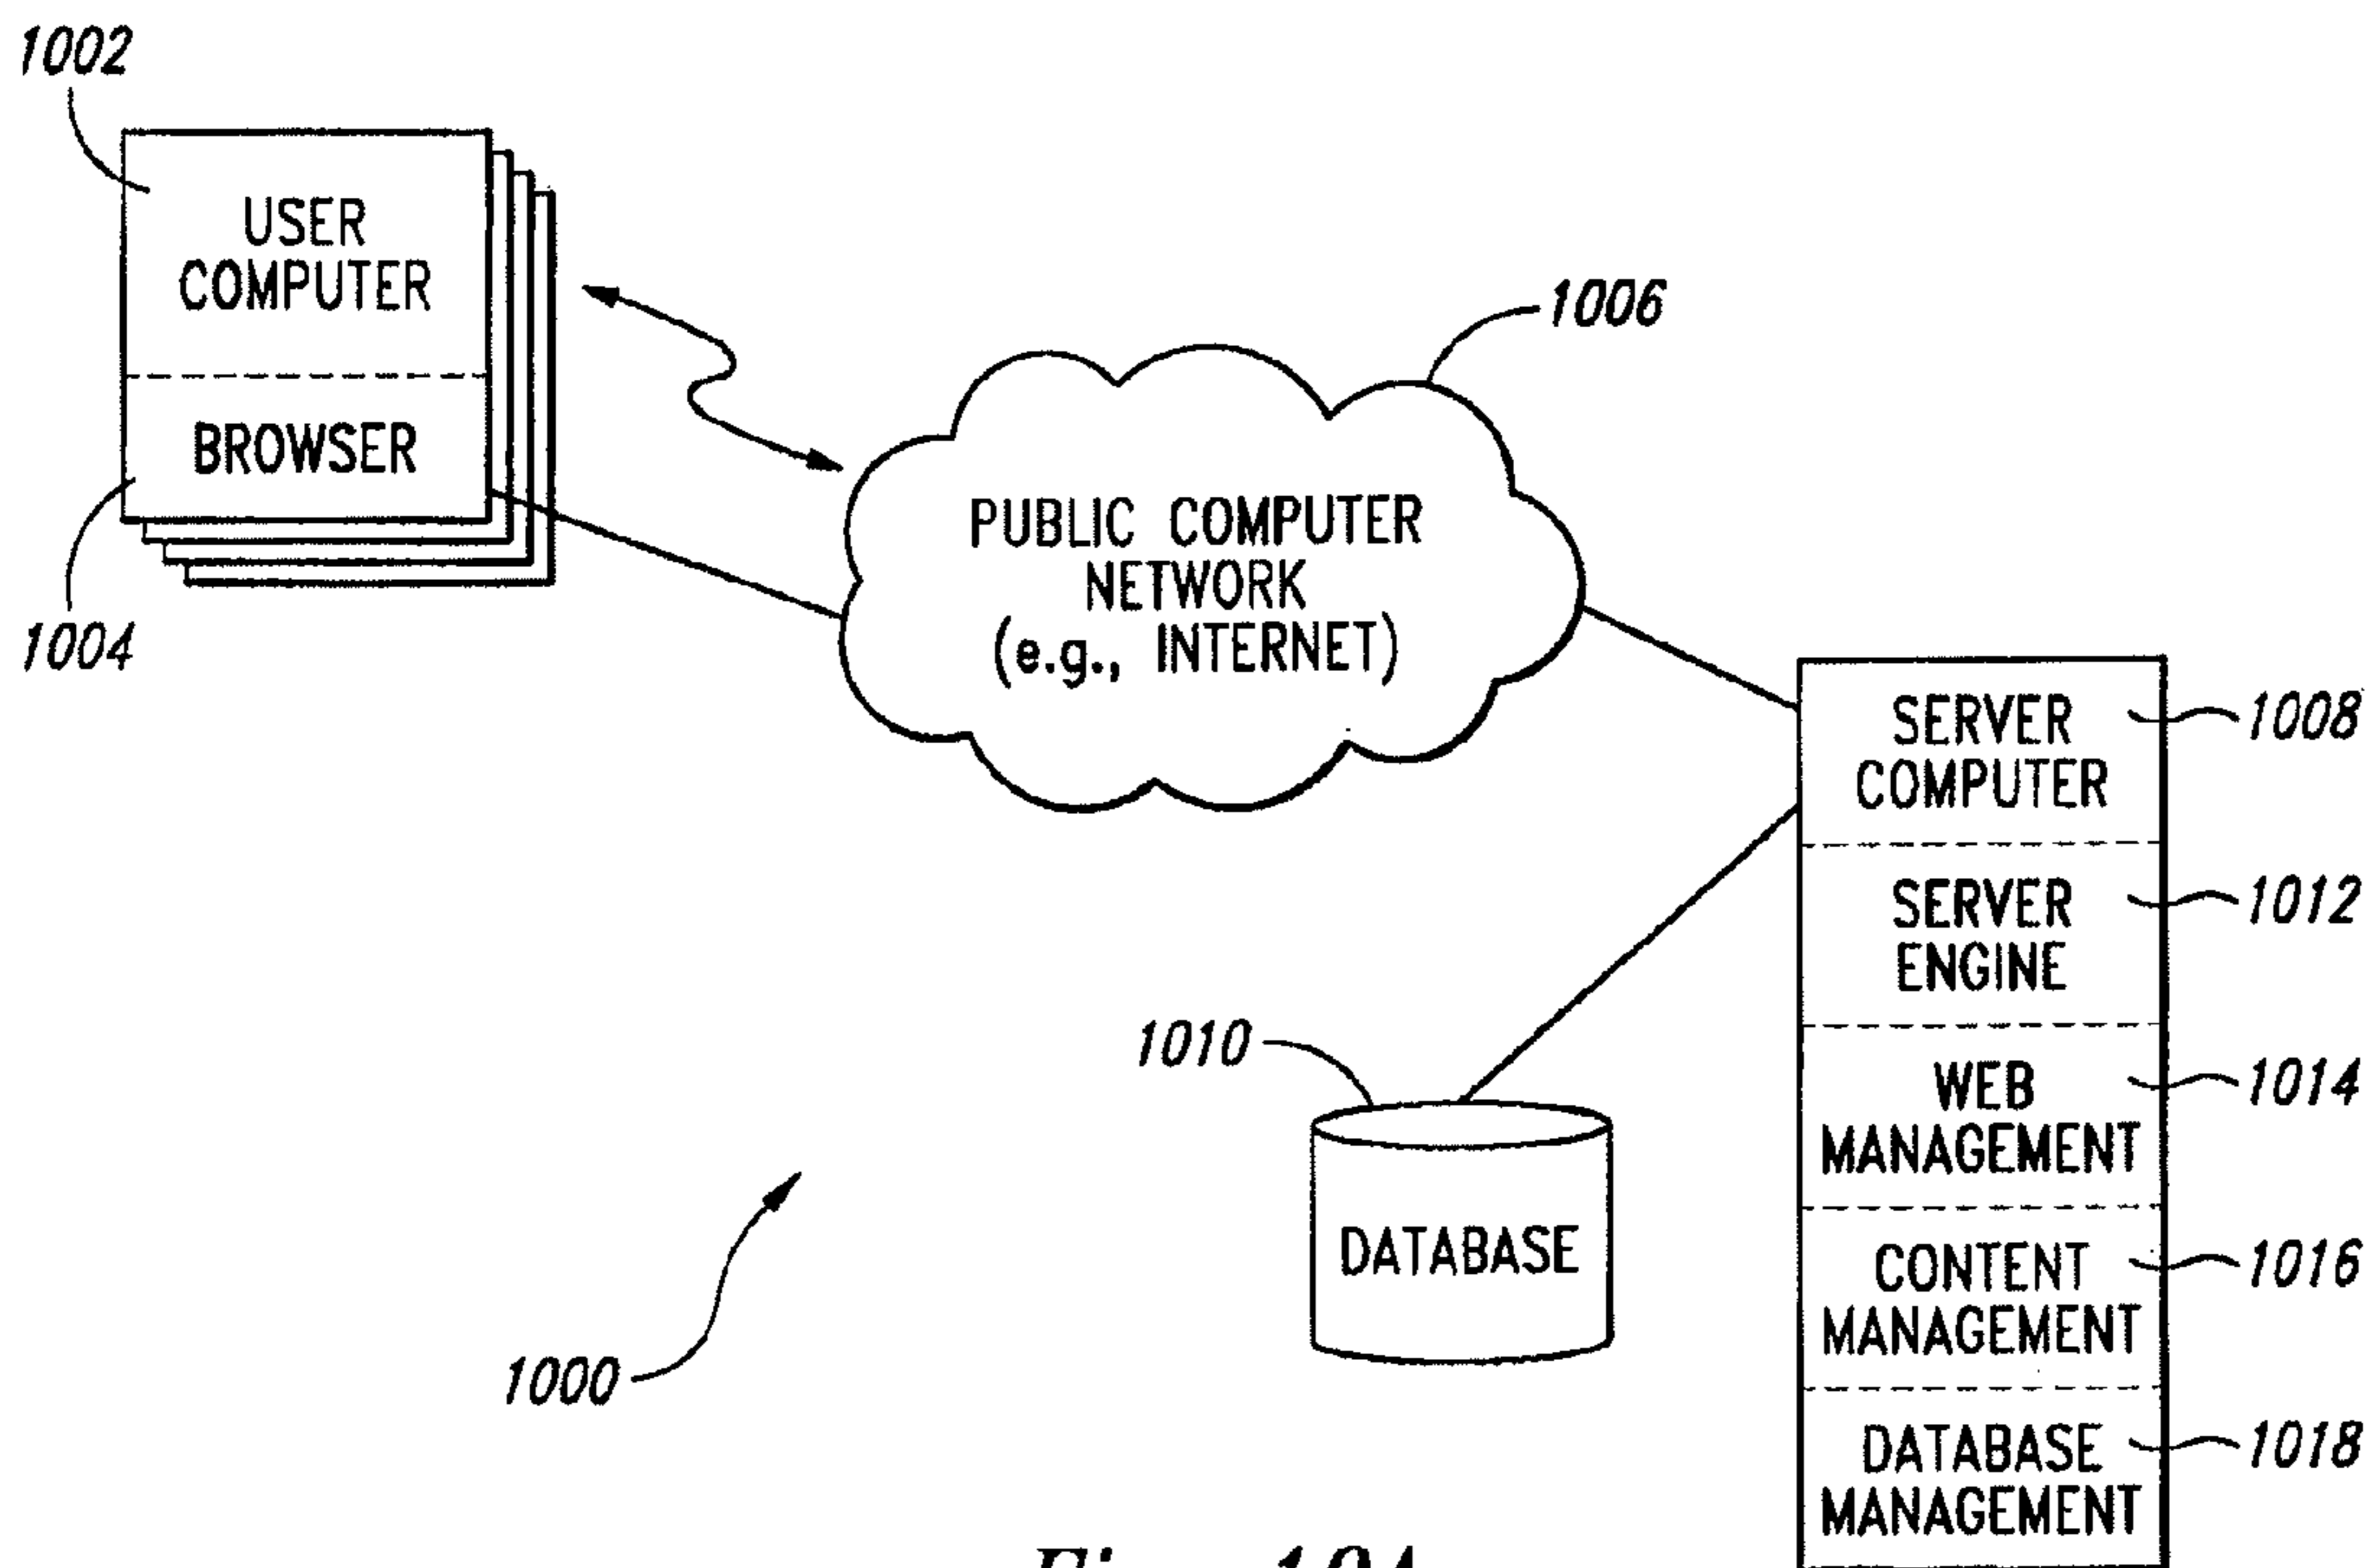 1002
USER
COMPUTER
BROWSER
1004
1006
PUBLIC COMPUTER
NETWORK
(e.g., INTERNET)
SERVER
COMPUTER
1008
SERVER
ENGINE
1012
WEB
MANAGEMENT
1014
CONTENT
MANAGEMENT
1016
DATABASE
MANAGEMENT
1018
1010
DATABASE
1000